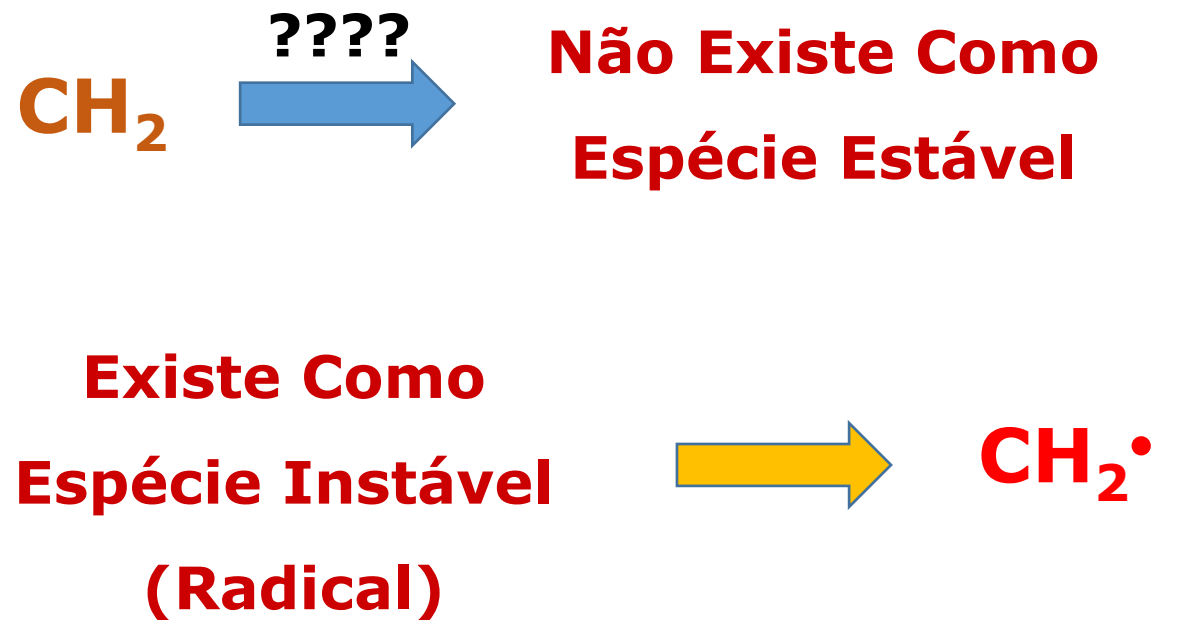 ????
CH₂
Não Existe Como
Espécie Estável
Existe Como
Espécie Instável
(Radical)
CH₂•